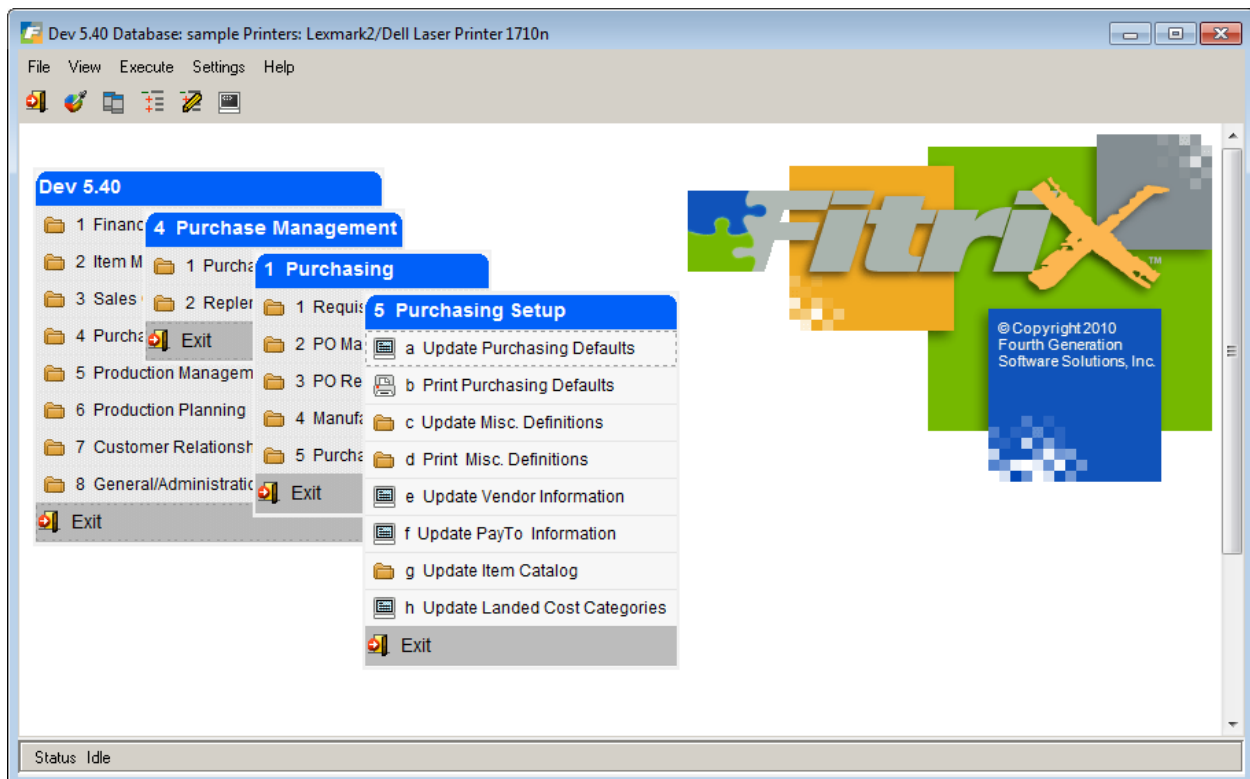 Dev 5.40 Database: sample Printers: Lexmark2/Dell Laser Printer 1710n
File View Execute Settings Help
Dev 5.40
1 Financ
2 Item M
3 Sales
4 Purcha
5 Production Managem
6 Production Planning
7 Customer Relationsh
8 General/Administratic
Exit
4 Purchase Management
1 Purcha
2 Repler
Exit
1 Purchasing
1 Requis
2 PO Ma
3 PO Re
4 Manufa
5 Purcha
Exit
5 Purchasing Setup
a Update Purchasing Defaults
b Print Purchasing Defaults
c Update Misc. Definitions
d Print Misc. Definitions
e Update Vendor Information
f Update PayTo Information
g Update Item Catalog
h Update Landed Cost Categories
Exit
FitriX
TM
© Copyright 2010
Fourth Generation
Software Solutions, Inc.
Status Idle